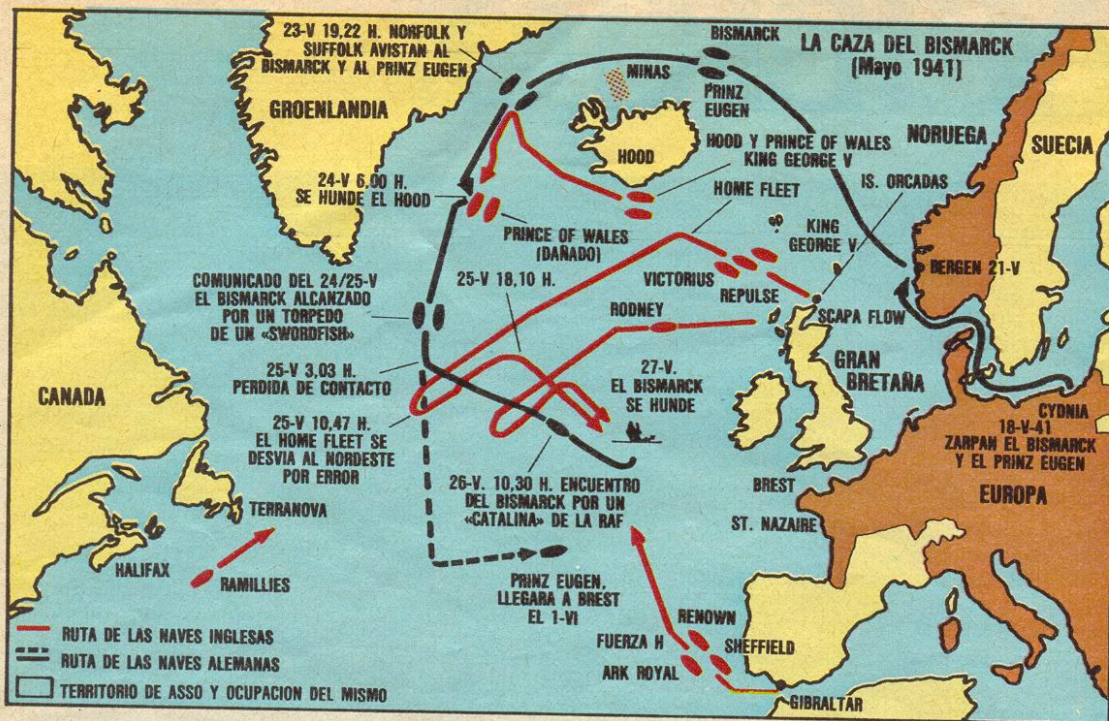 LA CAZA DEL BISMARCK
(Mayo 1941)
23-V 19,22 H. NORFOLK Y
SUFFOLK AVISTAN AL
BISMARCK Y AL PRINZ EUGEN
BISMARCK
PRINZ
EUGEN
MINAS
GROENLANDIA
HOOD
NORUEGA
SUECIA
HOOD Y PRINCE OF WALES
KING GEORGE V
HOME FLEET
IS. ORCADAS
24-V 6,00 H.
SE HUNDE EL HOOD
PRINCE OF WALES
(DAÑADO)
KING
GEORGE V
VICTORIUS
REPULSE
BERGEN 21-V
COMUNICADO DEL 24/25-V
EL BISMARCK ALCANZADO
POR UN TORPEDO
DE UN «SWORDFISH»
25-V 18,10 H.
RODNEY
SCAPA FLOW
GRAN
BRETAÑA
25-V 3,03 H.
PERDIDA DE CONTACTO
27-V.
EL BISMARCK
SE HUNDE
CANADA
25-V 10,47 H.
EL HOME FLEET SE
DESVIA AL NORDESTE
POR ERROR
CYDNIA
18-V-41
ZARPAN EL BISMARCK
Y EL PRINZ EUGEN
EUROPA
26-V. 10,30 H. ENCUENTRO
DEL BISMARCK POR UN
«CATALINA» DE LA RAF
BREST
ST. NAZAIRE
TERRANOVA
HALIFAX
RAMILLIES
PRINZ EUGEN,
LLEGARA A BREST
EL 1-VI
RENOWN
FUERZA H
SHEFFIELD
ARK ROYAL
GIBRALTAR
RUTA DE LAS NAVES INGLESAS
RUTA DE LAS NAVES ALEMANAS
TERRITORIO DE ASSO Y OCUPACION DEL MISMO